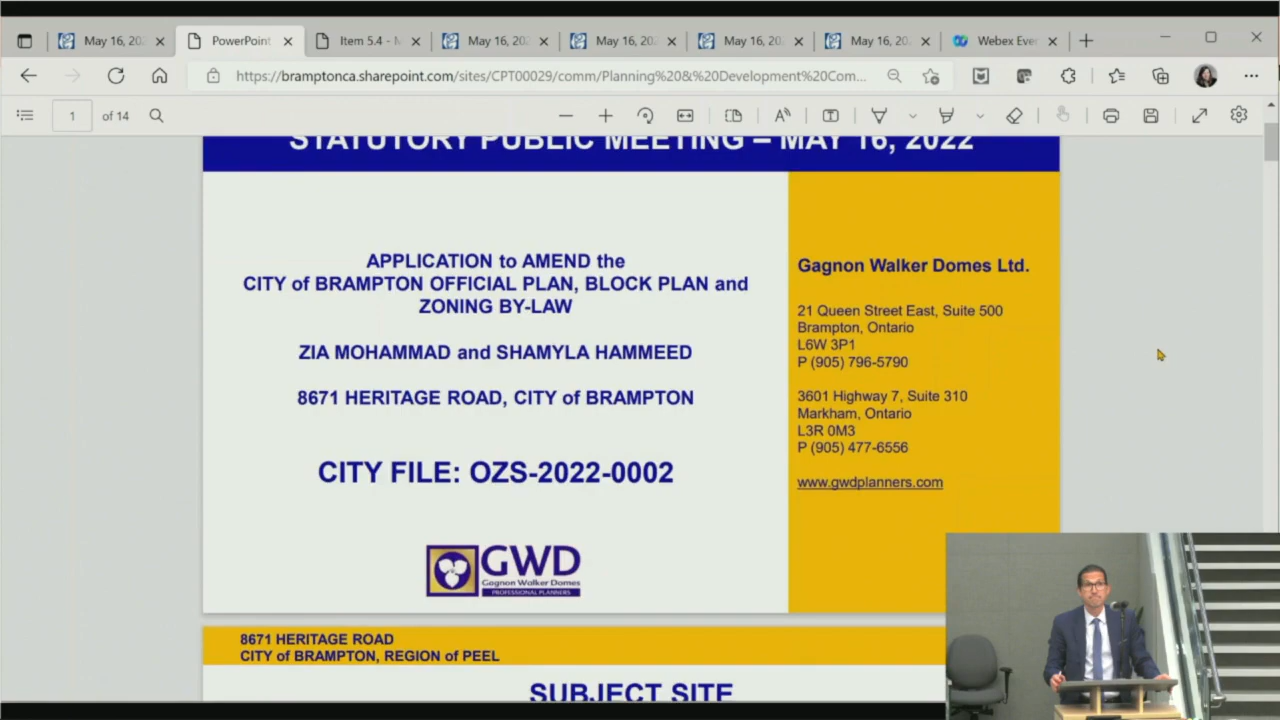 May 16, 202
PowerPoint
Item 5.4 -
May 16, 202
May 16, 202
May 16, 202
May 16, 202
Webex Eve
https://bramptonca.sharepoint.com/sites/CPT00029/comm/Planning%20&%20Development%20Com...
1 of 14
STATUTORY PUBLIC MEETING – MAY 16, 2022
APPLICATION to AMEND the
CITY of BRAMPTON OFFICIAL PLAN, BLOCK PLAN and
ZONING BY-LAW
ZIA MOHAMMAD and SHAMYLA HAMMEED
8671 HERITAGE ROAD, CITY of BRAMPTON
CITY FILE: OZS-2022-0002
GWD
Gagnon Walker Domes
PROFESSIONAL PLANNERS
Gagnon Walker Domes Ltd.
21 Queen Street East, Suite 500
Brampton, Ontario
L6W 3P1
P (905) 796-5790
3601 Highway 7, Suite 310
Markham, Ontario
L3R 0M3
P (905) 477-6556
www.gwdplanners.com
8671 HERITAGE ROAD
CITY of BRAMPTON, REGION of PEEL
SUBJECT SITE